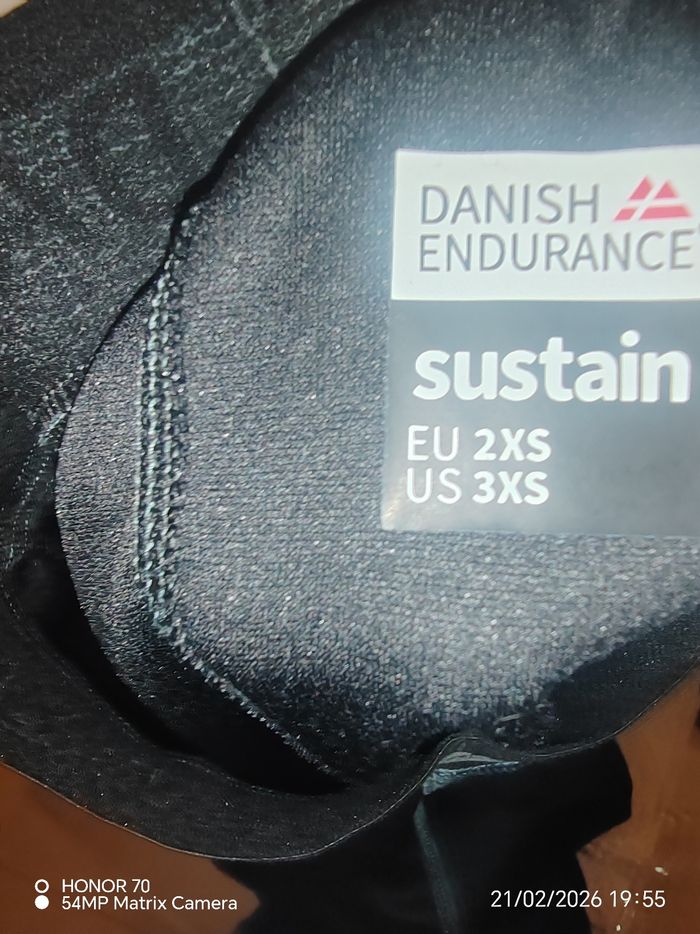 DANISH
ENDURANCE
sustain
EU 2XS
US 3XS
HONOR 70
54MP Matrix Camera
21/02/2026 19:55